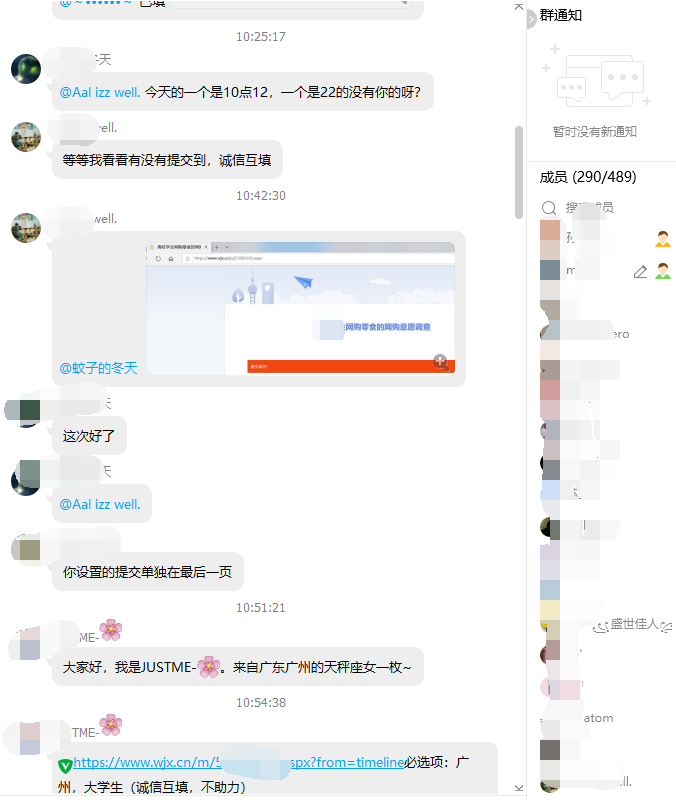 已填
10:25:17
天
@Aal izz well. 今天的一个是10点12，一个是22的没有你的呀?
well.
等等我看看有没有提交到，诚信互填
10:42:30
well.
网购零食的网购意愿调查
@蚊子的冬天
天
这次好了
天
@Aal izz well.
你设置的提交单独在最后一页
10:51:21
ME-
大家好，我是JUSTME-。来自广东广州的天秤座女一枚~
10:54:38
TME-
https://www.wjx.cn/m/5 spx?from=timeline必选项：广
州，大学生（诚信互填，不助力）
群通知
暂时没有新通知
成员 (290/489)
搜 成员
m
ero
盛世佳人
atom
ll.